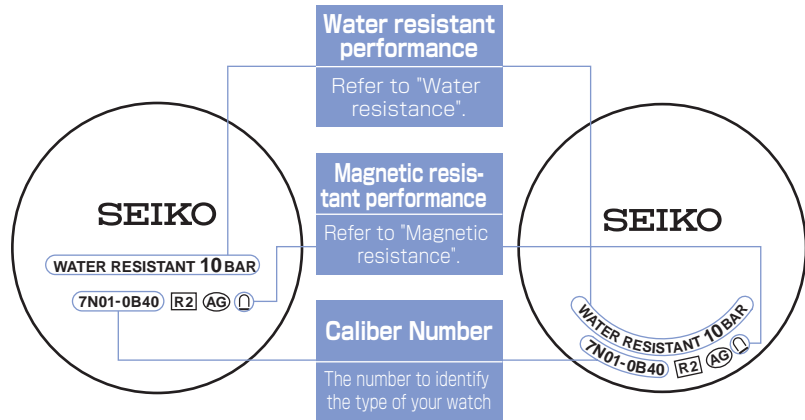 Water resistant
performance
Refer to "Water
resistance".
Magnetic resis-
tant performance
Refer to "Magnetic
resistance".
Caliber Number
The number to identify
the type of your watch
SEIKO
WATER RESISTANT 10 BAR
7N01-0B40 R2 AG
SEIKO
WATER RESISTANT 10 BAR
7N01-0B40 R2 AG